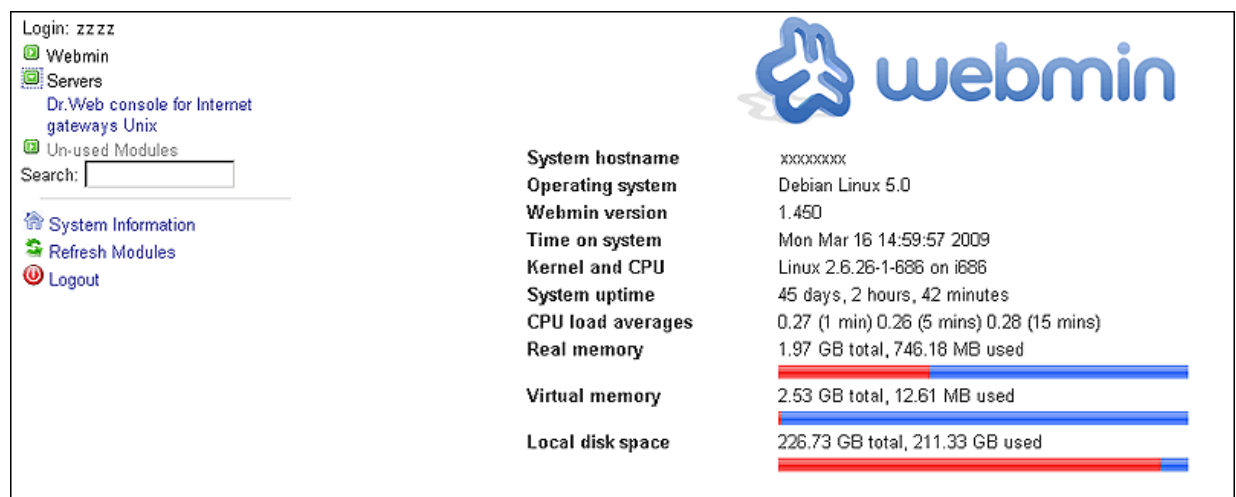 Login: zzzz
Webmin
Servers
Dr.Web console for Internet
gateways Unix
Un-used Modules
Search:
System Information
Refresh Modules
Logout
webmin
System hostname xxxxxxxx
Operating system Debian Linux 5.0
Webmin version 1.450
Time on system Mon Mar 16 14:59:57 2009
Kernel and CPU Linux 2.6.26-1-686 on i686
System uptime 45 days, 2 hours, 42 minutes
CPU load averages 0.27 (1 min) 0.26 (5 mins) 0.28 (15 mins)
Real memory 1.97 GB total, 746.18 MB used
Virtual memory 2.53 GB total, 12.61 MB used
Local disk space 226.73 GB total, 211.33 GB used